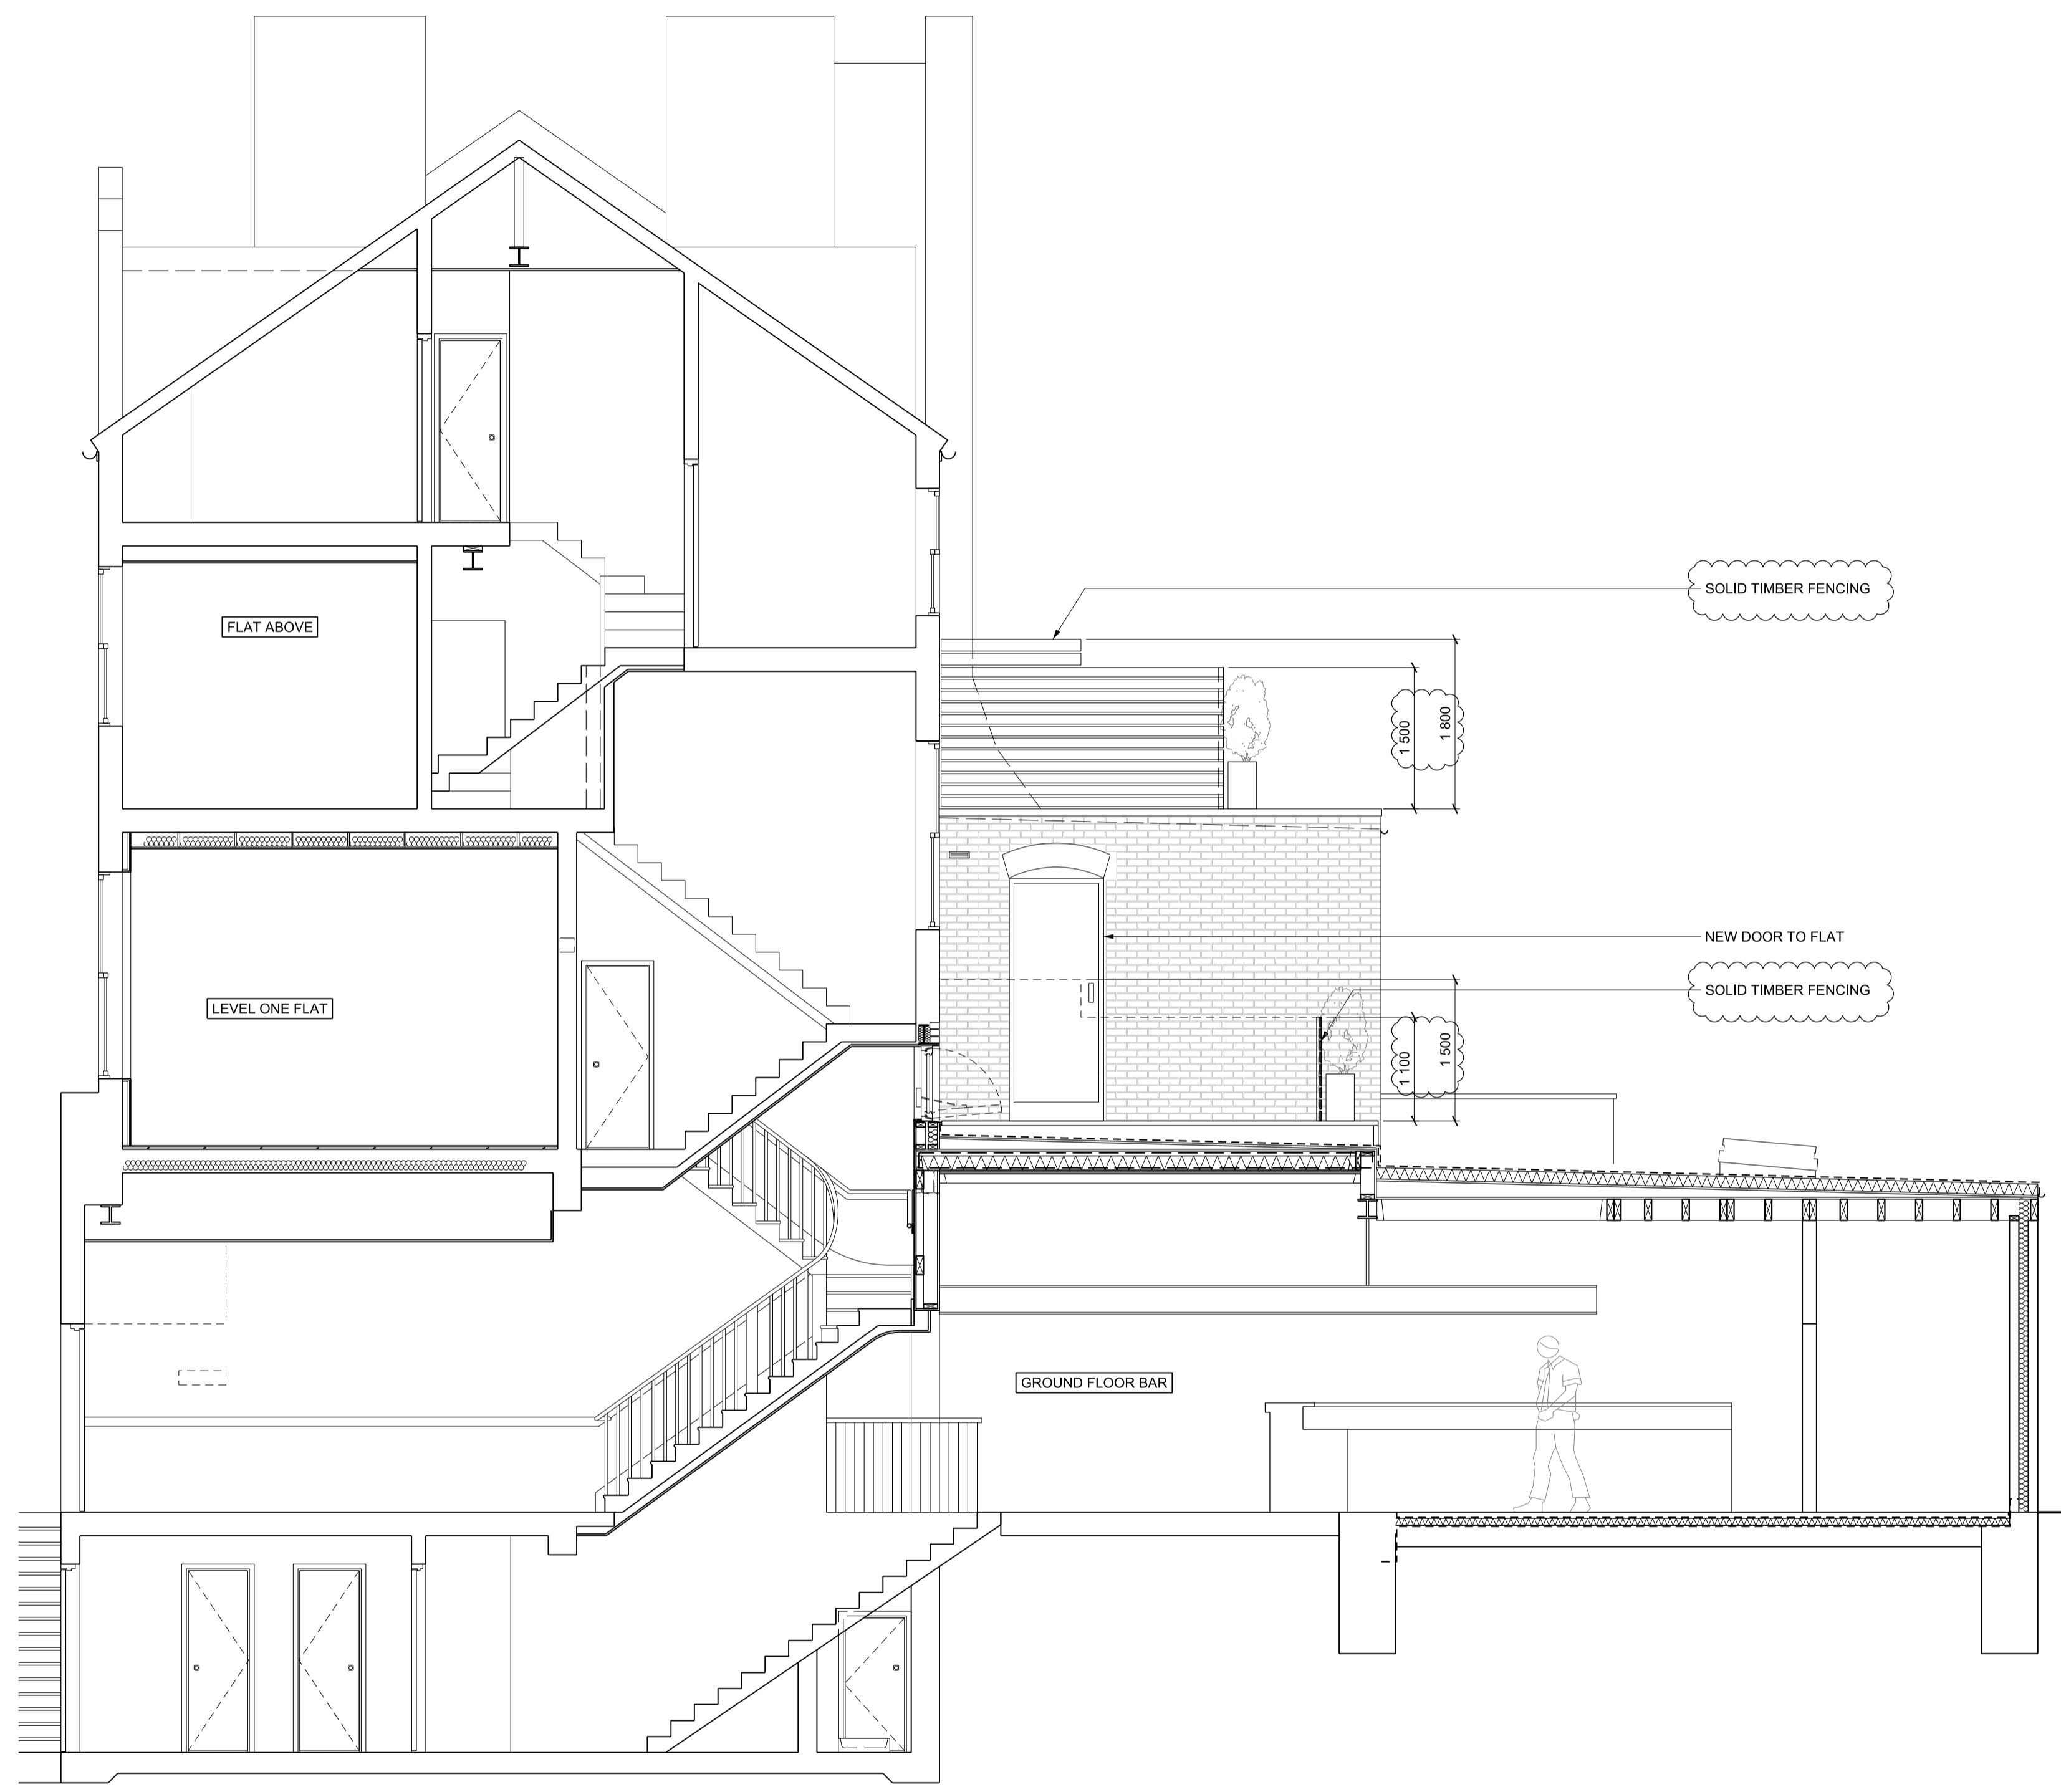 SOLID TIMBER FENCING
FLAT ABOVE
1 500
1 800
NEW DOOR TO FLAT
SOLID TIMBER FENCING
LEVEL ONE FLAT
1 100
1 500
GROUND FLOOR BAR